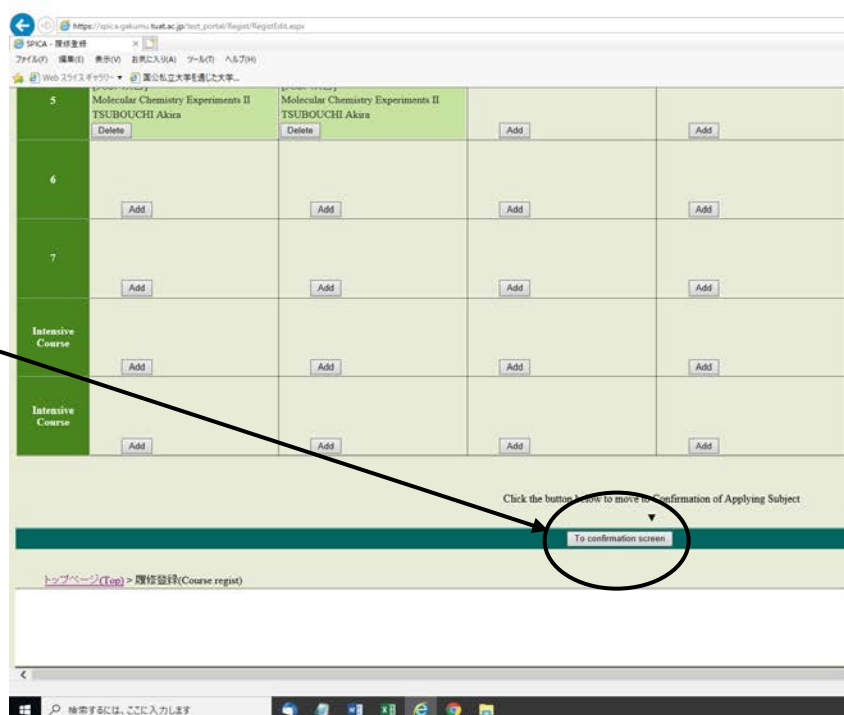 https://spica.gakumu.tuat.ac.jp/test_portal/Regist/RegistEdit.aspx
SPICA - 履修登録
ファイル(F) 編集(E) 表示(V) お気に入り(A) ツール(T) ヘルプ(H)
Web スライス ギャラリー 国公私立大学を通じた大学...
5 Molecular Chemistry Experiments II Molecular Chemistry Experiments II
TSUBOUCHI Akira TSUBOUCHI Akira
Delete Delete Add Add
6
Add Add Add Add
7
Add Add Add Add
Intensive
Course
Add Add Add Add
Intensive
Course
Add Add Add Add
Click the button below to move to Confirmation of Applying Subject
▼
To confirmation screen
トップページ(Top) > 履修登録(Course regist)
検索するには、ここに入力します